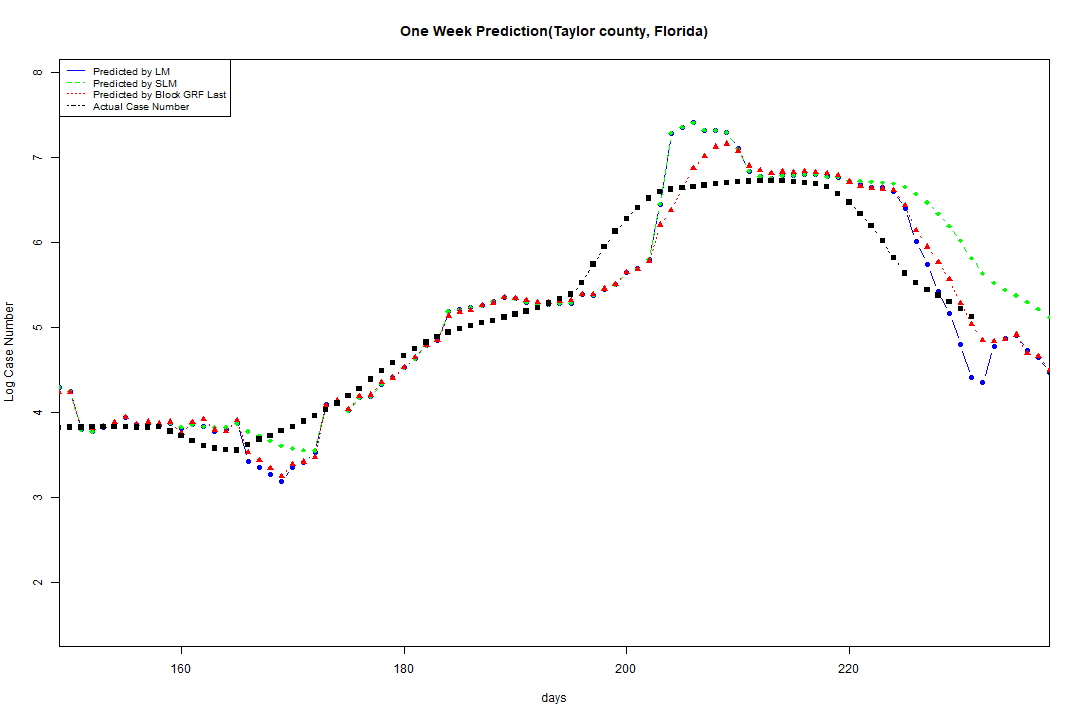 One Week Prediction(Taylor county, Florida)
Predicted by LM
Predicted by SLM
Predicted by Block GRF Last
Actual Case Number
8
7
6
5
4
3
2
Log Case Number
160
180
200
220
days